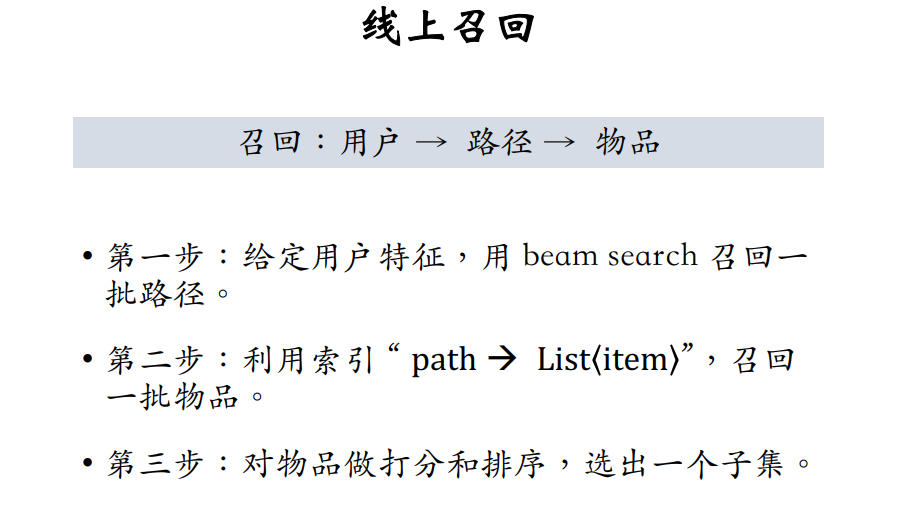 线上召回
召回：用户 → 路径 → 物品
• 第一步：给定用户特征，用 beam search 召回一
批路径。
• 第二步：利用索引 “ path → List⟨item⟩”，召回
一批物品。
• 第三步：对物品做打分和排序，选出一个子集。